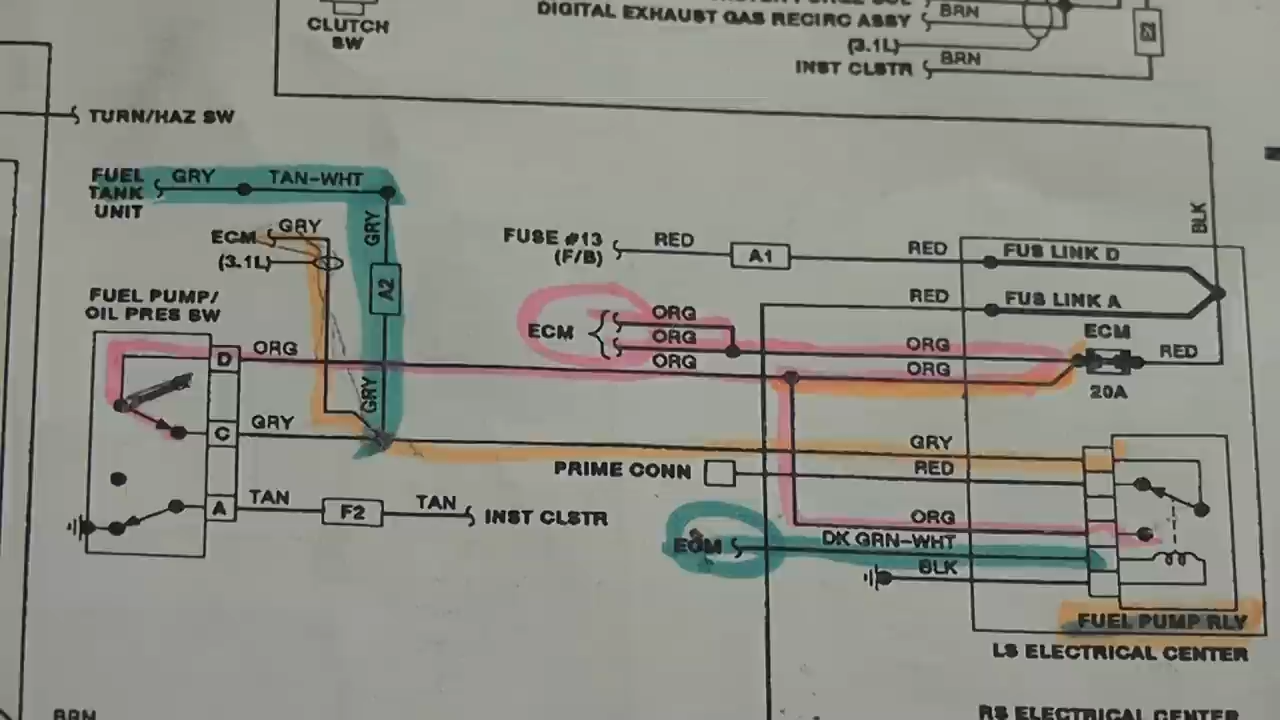 CLUTCH
SW
DIGITAL EXHAUST GAS RECIRC ASSY
BRN
(3.1L)
INST CLSTR
BRN
TURN/HAZ SW
FUEL
TANK
UNIT
GRY
TAN-WHT
GRY
A2
GRY
ECM
GRY
(3.1L)
FUEL PUMP/
OIL PRES SW
D
ORG
C
GRY
A
TAN
F2
TAN
INST CLSTR
FUSE #13
(F/B)
RED
A1
RED
FUS LINK D
BLK
RED
FUS LINK A
ECM
ORG
ORG
ORG
ORG
ORG
ECM
RED
20A
GRY
PRIME CONN
RED
ORG
ECM
DK GRN-WHT
BLK
FUEL PUMP RLY
LS ELECTRICAL CENTER
RS ELECTRICAL CENTER
BRN